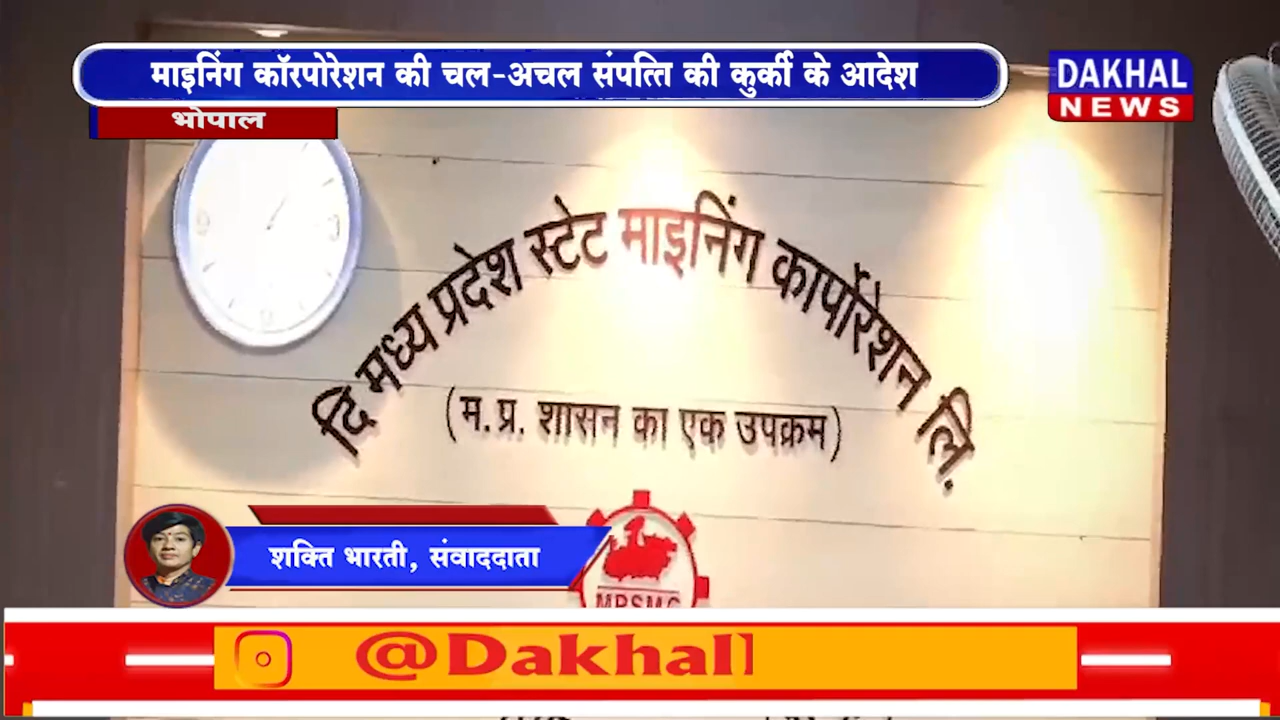 माइनिंग कॉरपोरेशन की चल-अचल संपत्ति की कुर्की के आदेश
DAKHAL
NEWS
भोपाल
दि मध्य प्रदेश स्टेट माइनिंग कार्पोरेशन लि.
(म.प्र. शासन का एक उपक्रम)
MPSMC
शक्ति भारती, संवाददाता
@Dakhal